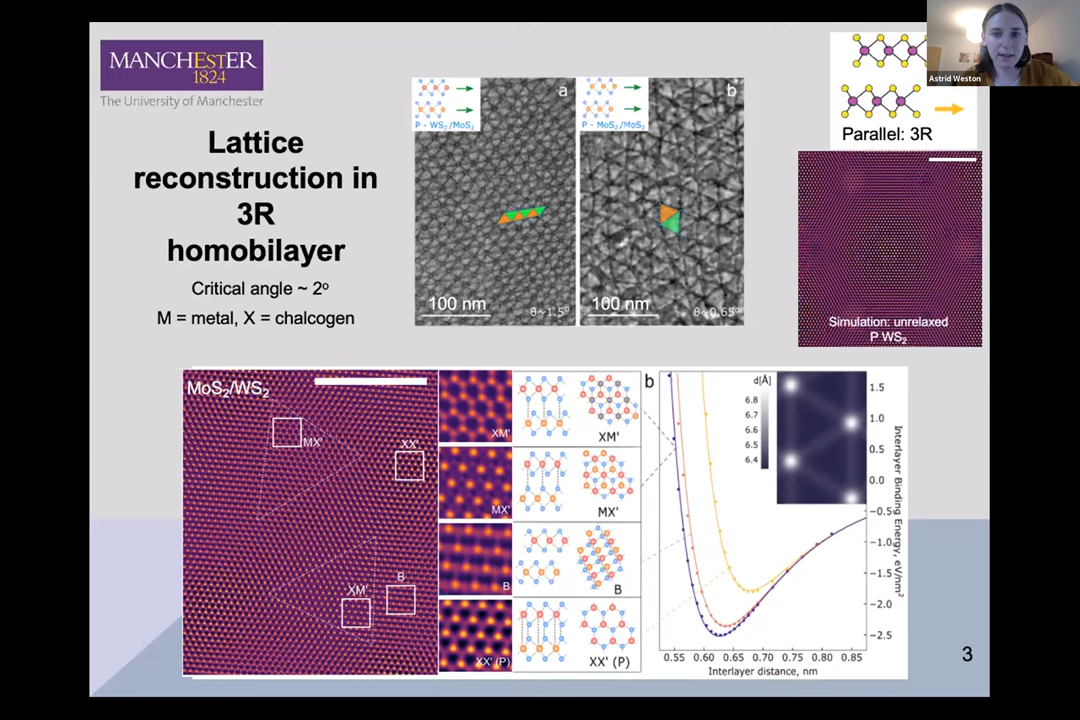 MANCHESTER
1824
The University of Manchester
Lattice
reconstruction in
3R
homobilayer
Critical angle ~ 2º
M = metal, X = chalcogen
a
P - WS₂/MoS₂
100 nm
θ~1.5º
b
P - MoS₂/MoS₂
100 nm
θ~0.65º
Astrid Weston
Parallel: 3R
Simulation: unrelaxed
P WS₂
MoS₂/WS₂
MX'
XX'
XM'
B
XM'
MX'
B
XX' (P)
XM'
MX'
B
XX' (P)
b
d[Å]
6.8
6.7
6.6
6.5
6.4
1.5
1.0
0.5
0.0
−0.5
−1.0
−1.5
−2.0
−2.5
Interlayer Binding Energy, eV/nm²
0.55 0.60 0.65 0.70 0.75 0.80 0.85
Interlayer distance, nm
3